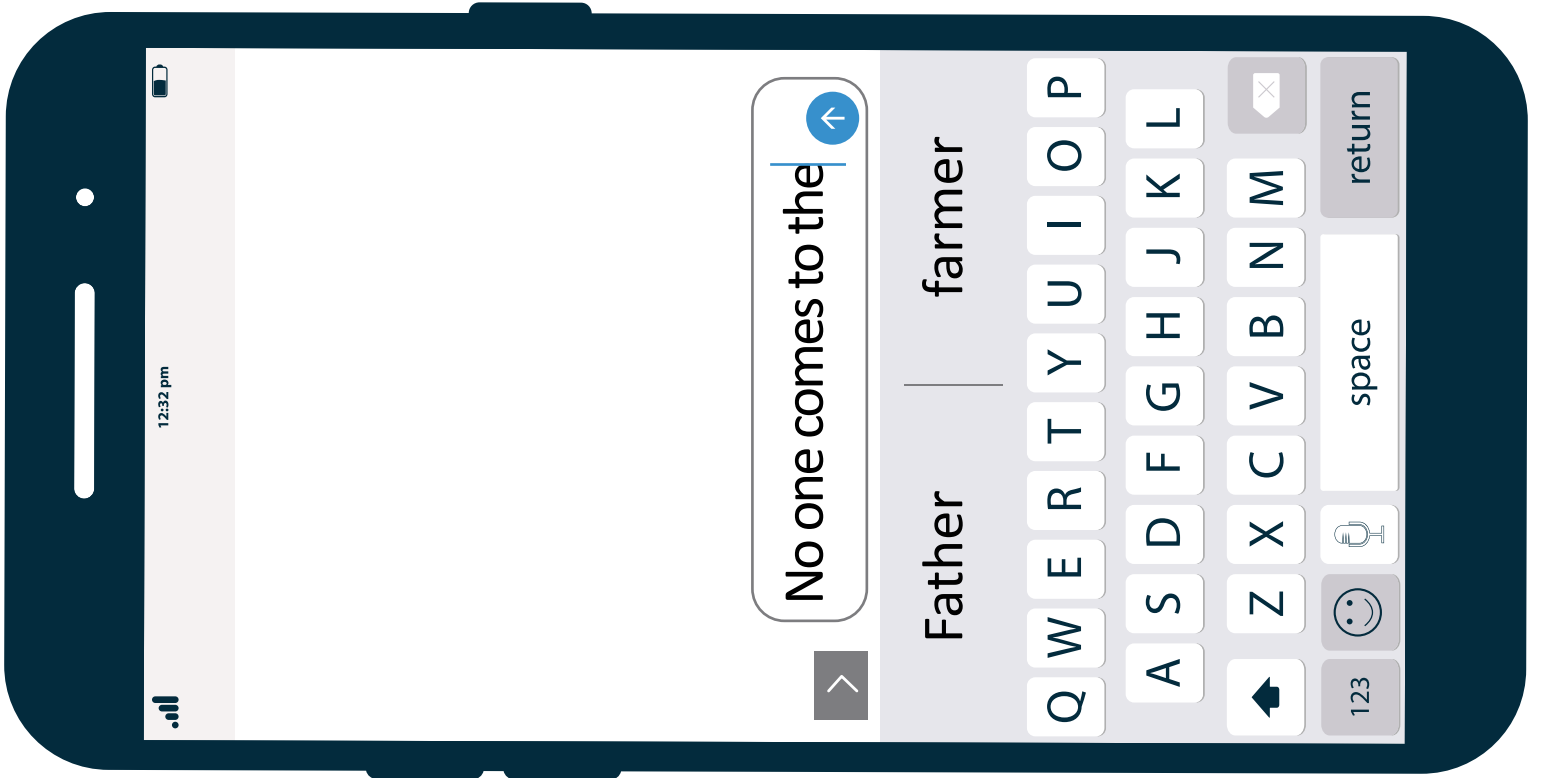 12:32 pm
No one comes to the
Father farmer
Q W E R T Y U I O P
A S D F G H J K L
Z X C V B N M
123 space return